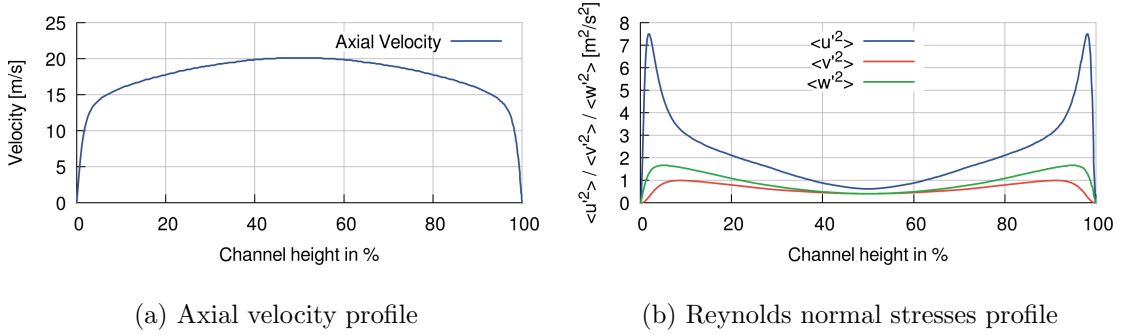 25
20
15
10
5
0
Velocity [m/s]
Axial Velocity
0 20 40 60 80 100
Channel height in %
(a) Axial velocity profile
8
7
6
5
4
3
2
1
0
<u'²> / <v'²> / <w'²> [m²/s²]
<u'²>
<v'²>
<w'²>
0 20 40 60 80 100
Channel height in %
(b) Reynolds normal stresses profile